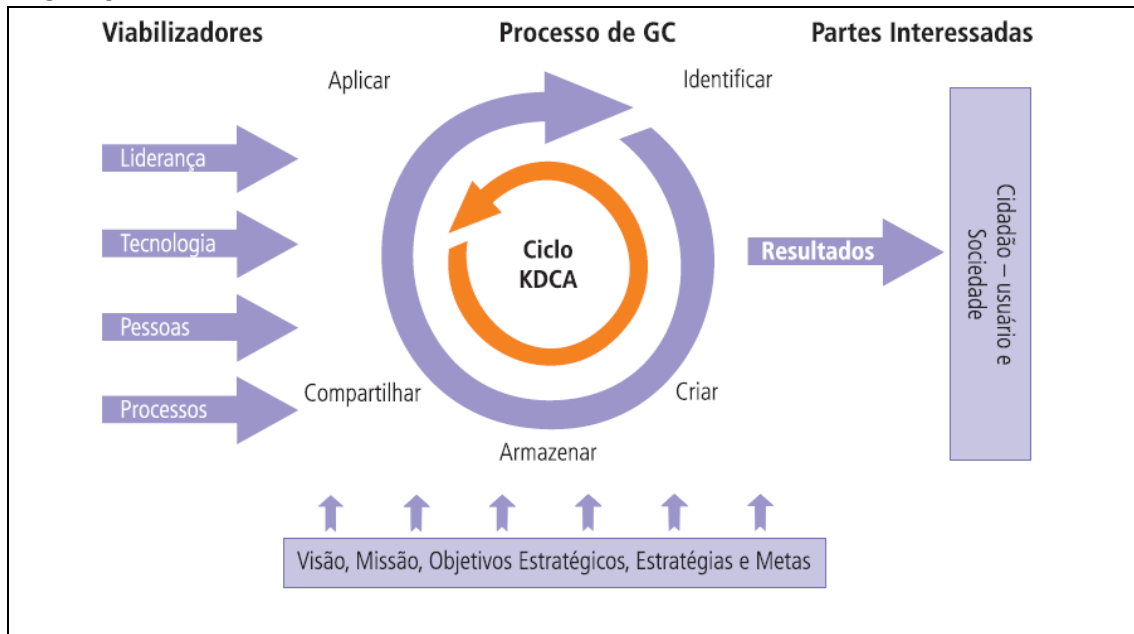 Viabilizadores
Processo de GC
Partes Interessadas
Aplicar
Identificar
Liderança
Tecnologia
Pessoas
Processos
Ciclo
KDCA
Compartilhar
Criar
Armazenar
Resultados
Cidadão – usuário e
Sociedade
Visão, Missão, Objetivos Estratégicos, Estratégias e Metas